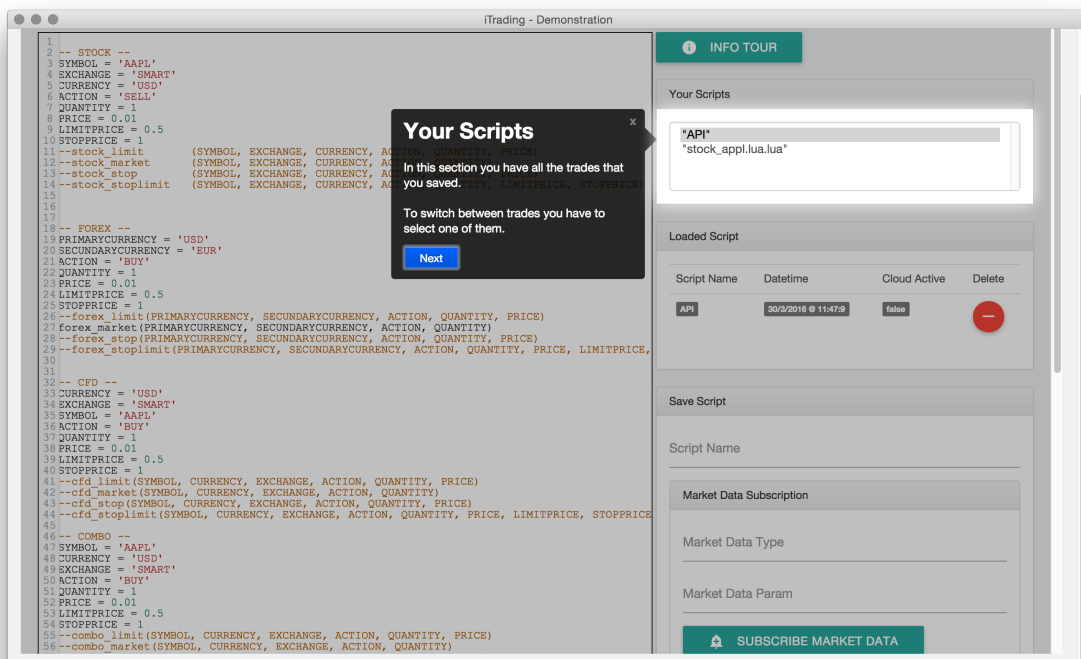 iTrading - Demonstration
1
2 -- STOCK --
3 SYMBOL = 'AAPL'
4 EXCHANGE = 'SMART'
5 CURRENCY = 'USD'
6 ACTION = 'SELL'
7 QUANTITY = 1
8 PRICE = 0.01
9 LIMITPRICE = 0.5
10 STOPPRICE = 1
11 --stock_limit (SYMBOL, EXCHANGE, CURRENCY, ACTION, QUANTITY, PRICE)
12 --stock_market (SYMBOL, EXCHANGE, CURRENCY,
13 --stock_stop (SYMBOL, EXCHANGE, CURRENCY,
14 --stock_stoplimit (SYMBOL, EXCHANGE, CURRENCY, LIMITPRICE, STOPPRICE)
15
16
17
18 -- FOREX --
19 PRIMARYCURRENCY = 'USD'
20 SECUNDARYCURRENCY = 'EUR'
21 ACTION = 'BUY'
22 QUANTITY = 1
23 PRICE = 0.01
24 LIMITPRICE = 0.5
25 STOPPRICE = 1
26 --forex_limit(PRIMARYCURRENCY, SECUNDARYCURRENCY, ACTION, QUANTITY, PRICE)
27 forex_market(PRIMARYCURRENCY, SECUNDARYCURRENCY, ACTION, QUANTITY)
28 --forex_stop(PRIMARYCURRENCY, SECUNDARYCURRENCY, ACTION, QUANTITY, PRICE)
29 --forex_stoplimit(PRIMARYCURRENCY, SECUNDARYCURRENCY, ACTION, QUANTITY, PRICE, LIMITPRICE,
30
31
32 -- CFD --
33 CURRENCY = 'USD'
34 EXCHANGE = 'SMART'
35 SYMBOL = 'AAPL'
36 ACTION = 'BUY'
37 QUANTITY = 1
38 PRICE = 0.01
39 LIMITPRICE = 0.5
40 STOPPRICE = 1
41 --cfd_limit(SYMBOL, CURRENCY, EXCHANGE, ACTION, QUANTITY, PRICE)
42 --cfd_market(SYMBOL, CURRENCY, EXCHANGE, ACTION, QUANTITY)
43 --cfd_stop(SYMBOL, CURRENCY, EXCHANGE, ACTION, QUANTITY, PRICE)
44 --cfd_stoplimit(SYMBOL, CURRENCY, EXCHANGE, ACTION, QUANTITY, PRICE, LIMITPRICE, STOPPRICE
45
46 -- COMBO --
47 SYMBOL = 'AAPL'
48 CURRENCY = 'USD'
49 EXCHANGE = 'SMART'
50 ACTION = 'BUY'
51 QUANTITY = 1
52 PRICE = 0.01
53 LIMITPRICE = 0.5
54 STOPPRICE = 1
55 --combo_limit(SYMBOL, CURRENCY, EXCHANGE, ACTION, QUANTITY, PRICE)
56 --combo_market(SYMBOL, CURRENCY, EXCHANGE, ACTION, QUANTITY)
Your Scripts
x
In this section you have all the trades that
you saved.
To switch between trades you have to
select one of them.
Next
INFO TOUR
Your Scripts
"API"
"stock_appl.lua.lua"
Loaded Script
Script Name Datetime Cloud Active Delete
API 30/3/2016 @ 11:47:9 false
Save Script
Script Name
Market Data Subscription
Market Data Type
Market Data Param
SUBSCRIBE MARKET DATA